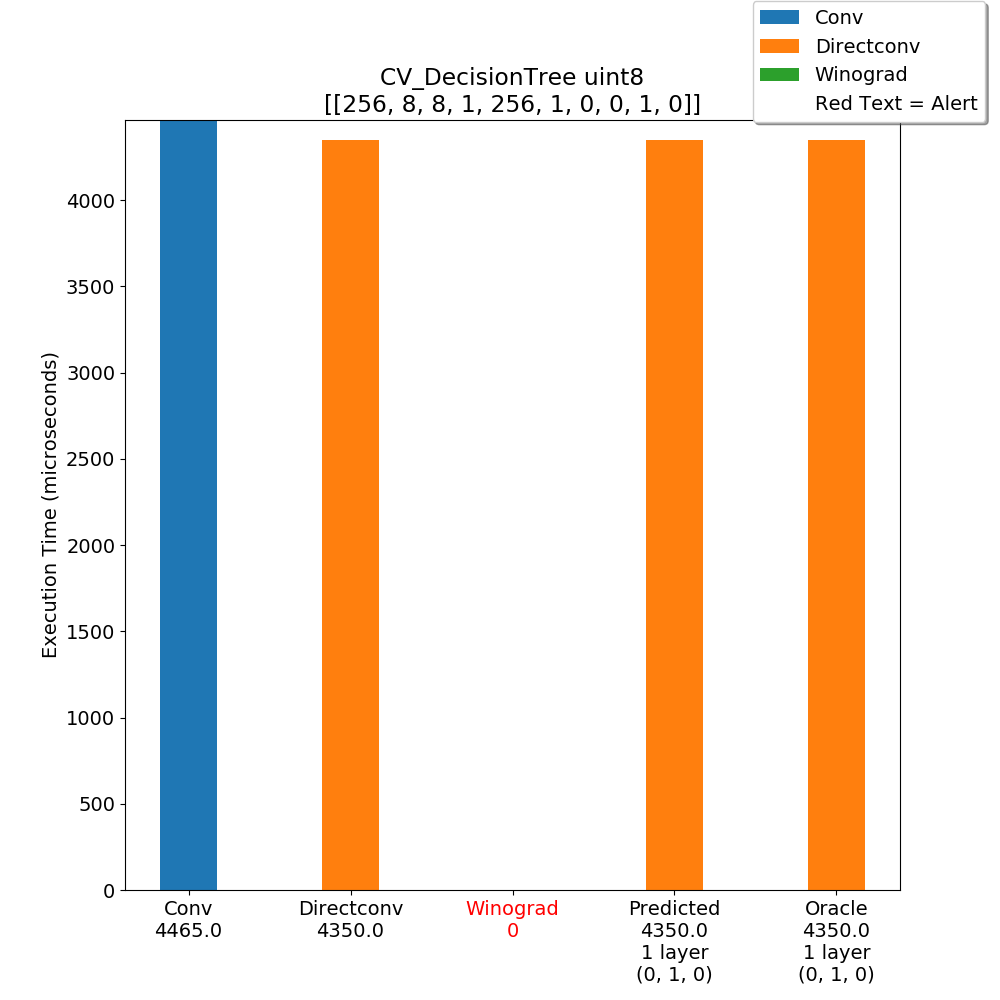 Conv
Directconv
Winograd
Red Text = Alert
CV_DecisionTree uint8
[[256, 8, 8, 1, 256, 1, 0, 0, 1, 0]]
Execution Time (microseconds)
4000
3500
3000
2500
2000
1500
1000
500
0
Conv
4465.0
Directconv
4350.0
Winograd
0
Predicted
4350.0
1 layer
(0, 1, 0)
Oracle
4350.0
1 layer
(0, 1, 0)